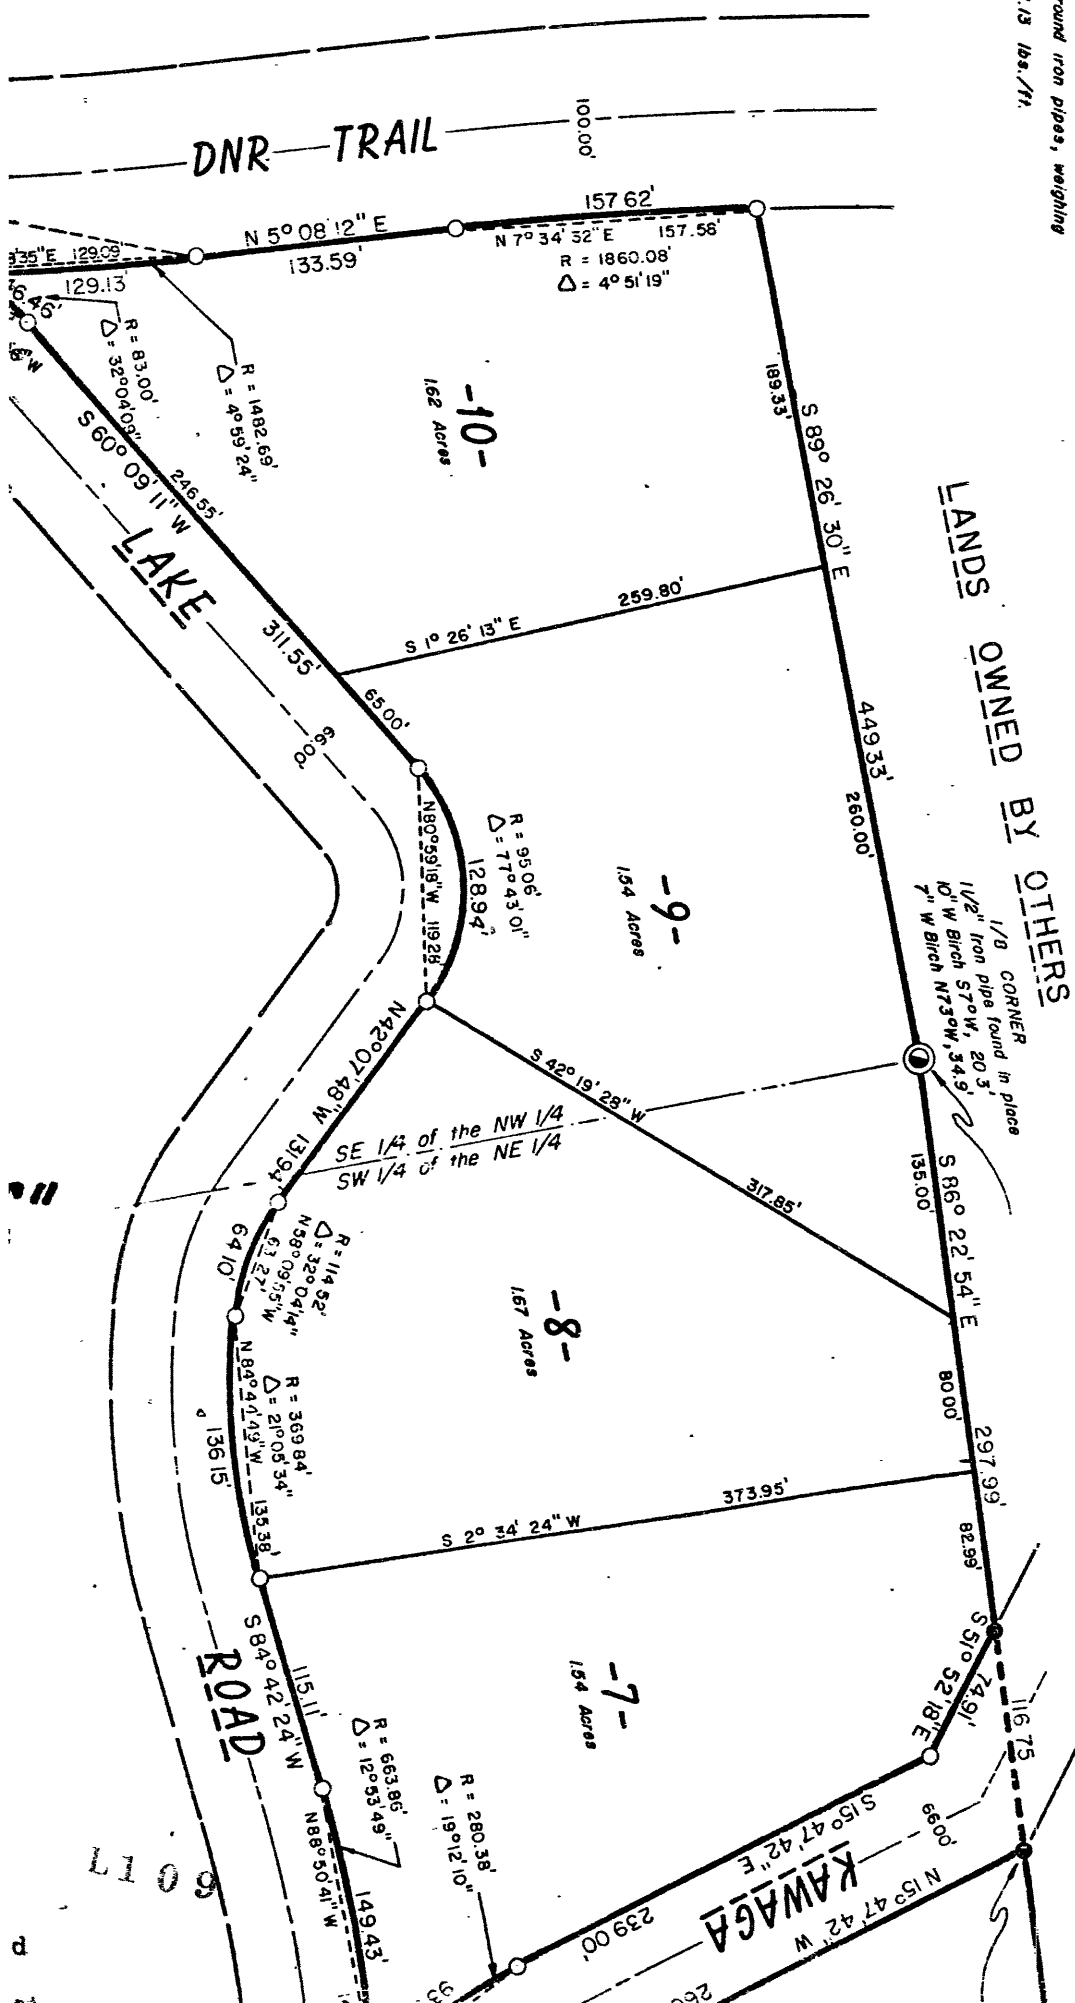 round iron pipes, weighing
.13 lbs./ft.
DNR TRAIL
100.00'
N 5° 08' 12" E
133.59'
157.62'
N 7° 34' 32" E 157.58'
R = 1860.08'
Δ = 4° 51' 19"
35"E 129.09'
129.13'
6.46'
R = 83.00'
Δ = 32°04'09"
R = 1482.69'
Δ = 4° 59' 24"
-10-
1.62 Acres
189.33'
S 89° 26' 30" E
S 60° 09' 11" W
246.55'
LAKE
311.55'
65.00'
66.00'
S 1° 26' 13" E
259.80'
LANDS OWNED BY OTHERS
449.33'
260.00'
R = 95.06'
Δ = 77° 43' 01"
128.94'
N80°59'18"W 119.28'
-9-
1.54 Acres
1/8 CORNER
1 1/2" Iron pipe found in place
10" W Birch S7°W, 20.3'
7" W Birch N73°W, 34.9'
N 42° 07' 48" W 131.94'
S 42° 19' 28" W
317.85'
SE 1/4 of the NW 1/4
SW 1/4 of the NE 1/4
S 86° 22' 54" E
135.00'
80.00'
297.99'
82.99'
R = 114.52'
Δ = 32° 04' 14"
N58° 09' 55" W
63.27'
64.10'
-8-
1.67 Acres
R = 369.84'
Δ = 21° 05' 34"
N 84° 44' 49" W 135.38'
136.15'
S 2° 34' 24" W
373.95'
S 84° 42' 24" W
115.11'
ROAD
-7-
1.54 Acres
S 51° 52' 18" E
74.91'
116.75
R = 663.86'
Δ = 12° 53' 49"
N88° 50' 41" W
149.43'
R = 280.38'
Δ = 19° 12' 10"
S 15° 47' 42" E
239.00'
KAWAGA
66.00'
N 15° 47' 42" W
L109
d